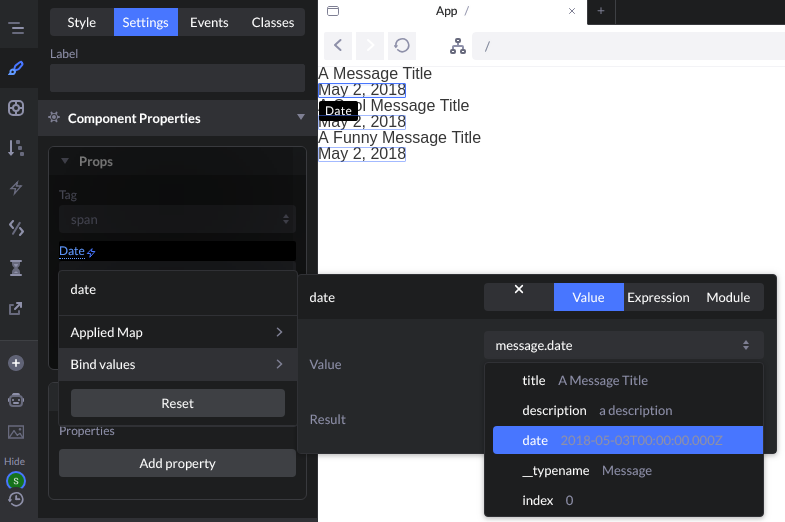 Style
Settings
Events
Classes
App /
+
Label
/
Component Properties
A Message Title
May 2, 2018
Message Title
Date
May 2, 2018
A Funny Message Title
May 2, 2018
Props
Tag
span
Date
date
Applied Map
Bind values
Reset
Properties
Add property
Hide
S
date
Value
Expression
Module
Value
message.date
Result
title A Message Title
description a description
date 2018-05-03T00:00:00.000Z
__typename Message
index 0